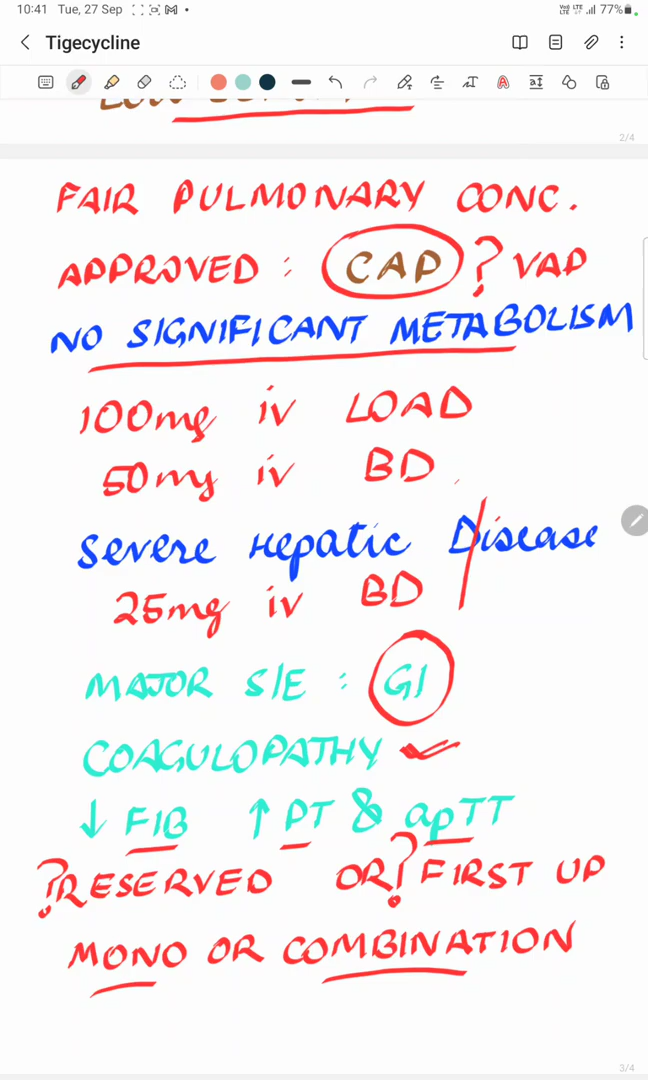 10:41 Tue, 27 Sep 77%
Tigecycline
2/4
FAIR PULMONARY CONC.
APPROVED : CAP ? VAP
NO SIGNIFICANT METABOLISM
100mg iv LOAD
50mg iv BD
Severe Hepatic Disease
25mg iv BD
MAJOR S/E : GI
COAGULOPATHY
↓ FIB ↑ PT & apTT
?RESERVED OR? FIRST UP
MONO OR COMBINATION
3/4